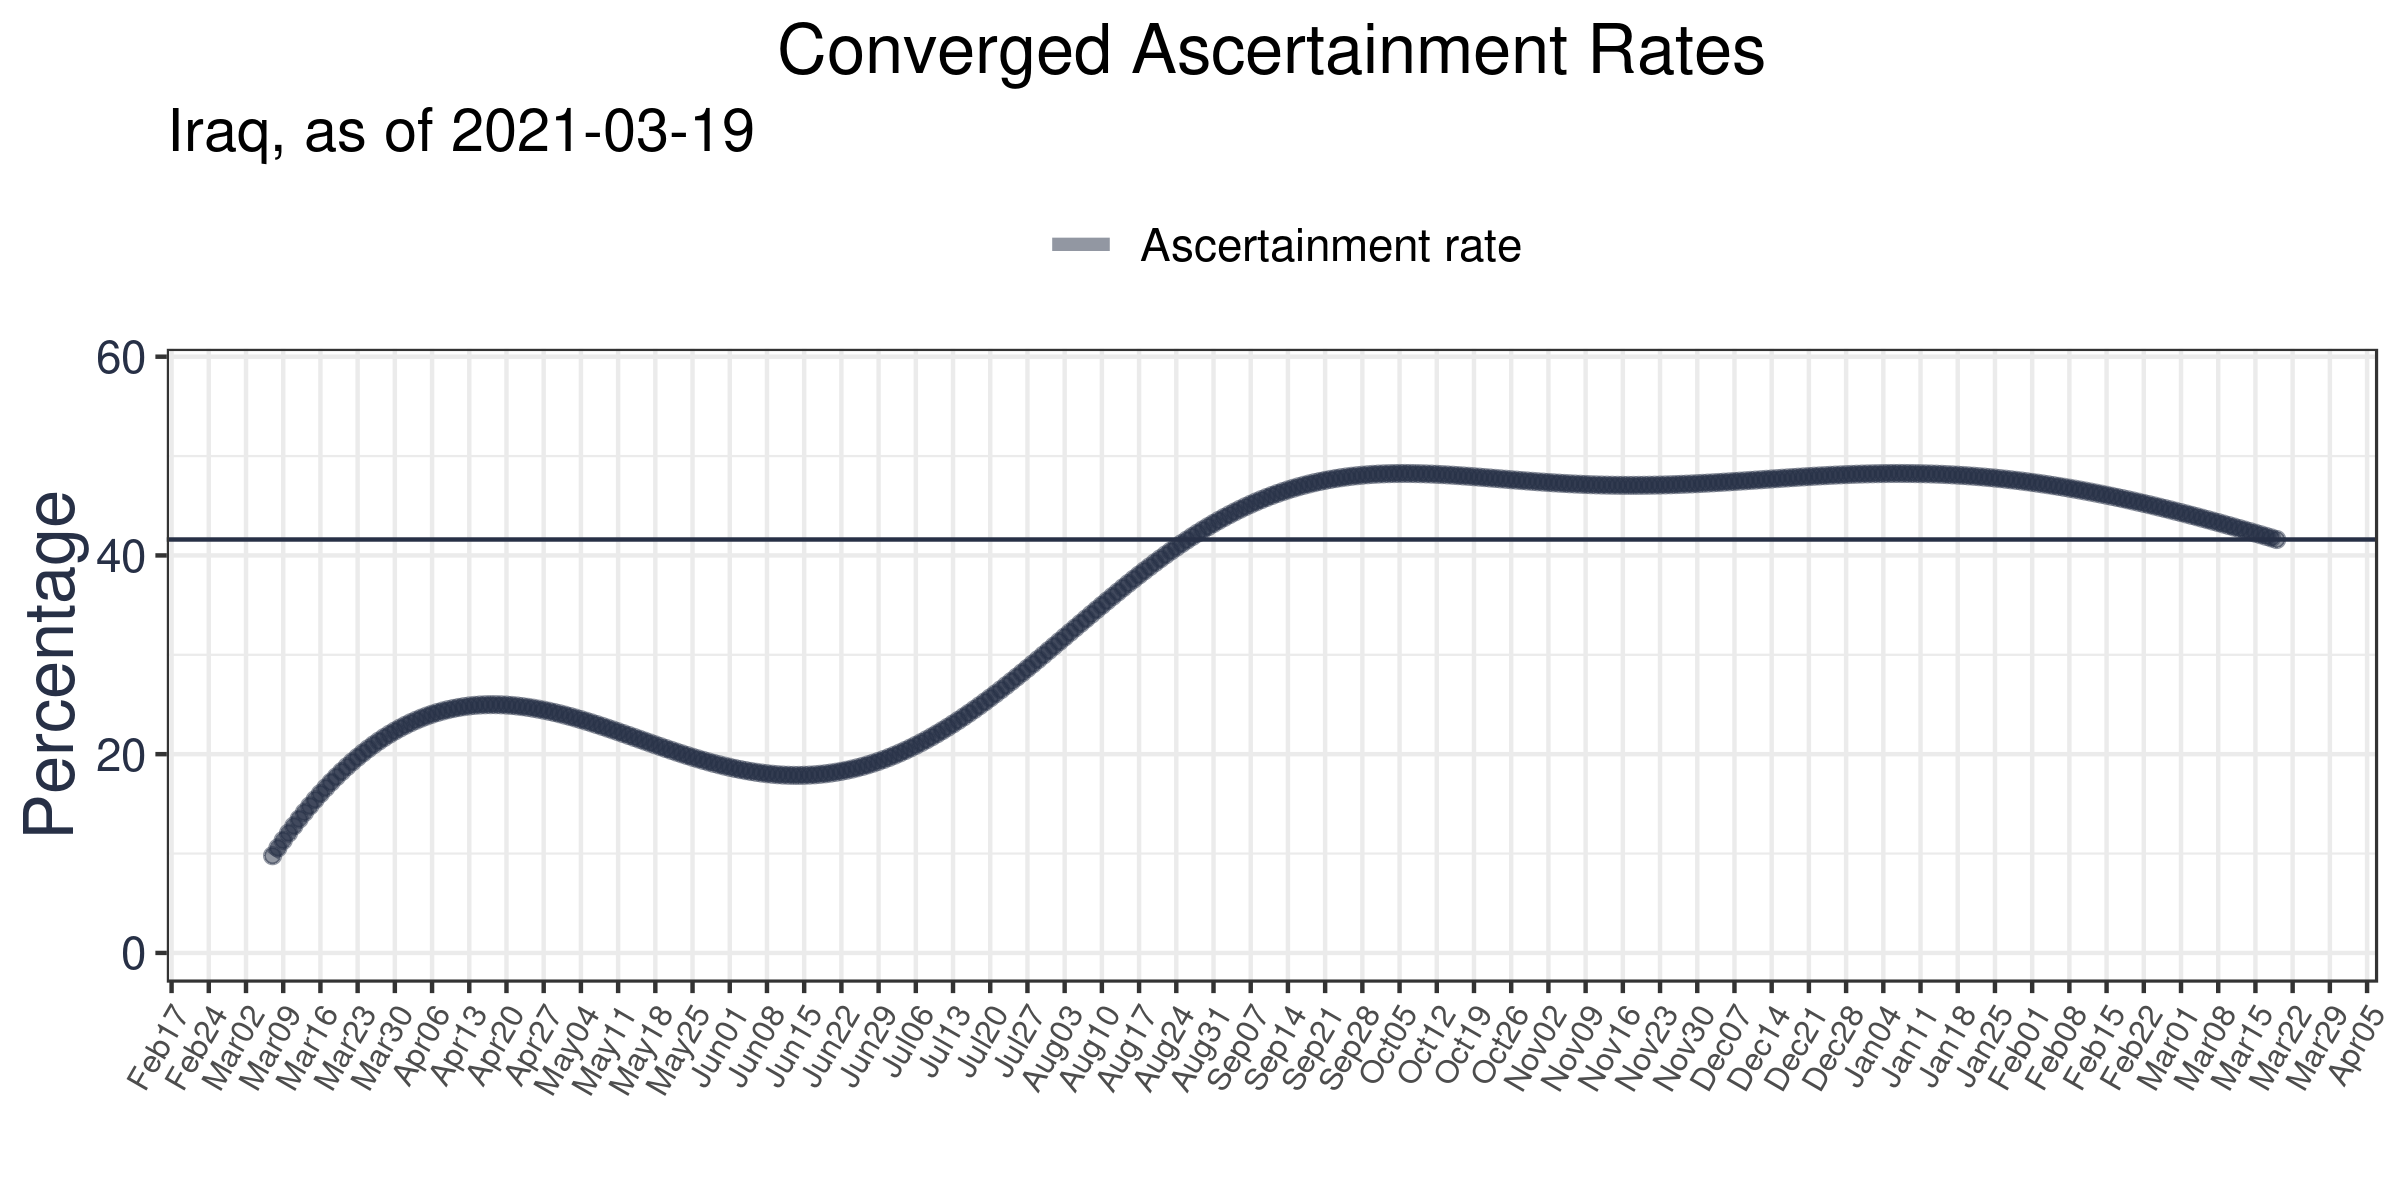 Converged Ascertainment Rates
Iraq, as of 2021-03-19
Ascertainment rate
Percentage
60
40
20
0
Feb17 Feb24 Mar02 Mar09 Mar16 Mar23 Mar30 Apr06 Apr13 Apr20 Apr27 May04 May11 May18 May25 Jun01 Jun08 Jun15 Jun22 Jun29 Jul06 Jul13 Jul20 Jul27 Aug03 Aug10 Aug17 Aug24 Aug31 Sep07 Sep14 Sep21 Sep28 Oct05 Oct12 Oct19 Oct26 Nov02 Nov09 Nov16 Nov23 Nov30 Dec07 Dec14 Dec21 Dec28 Jan04 Jan11 Jan18 Jan25 Feb01 Feb08 Feb15 Feb22 Mar01 Mar08 Mar15 Mar22 Mar29 Apr05